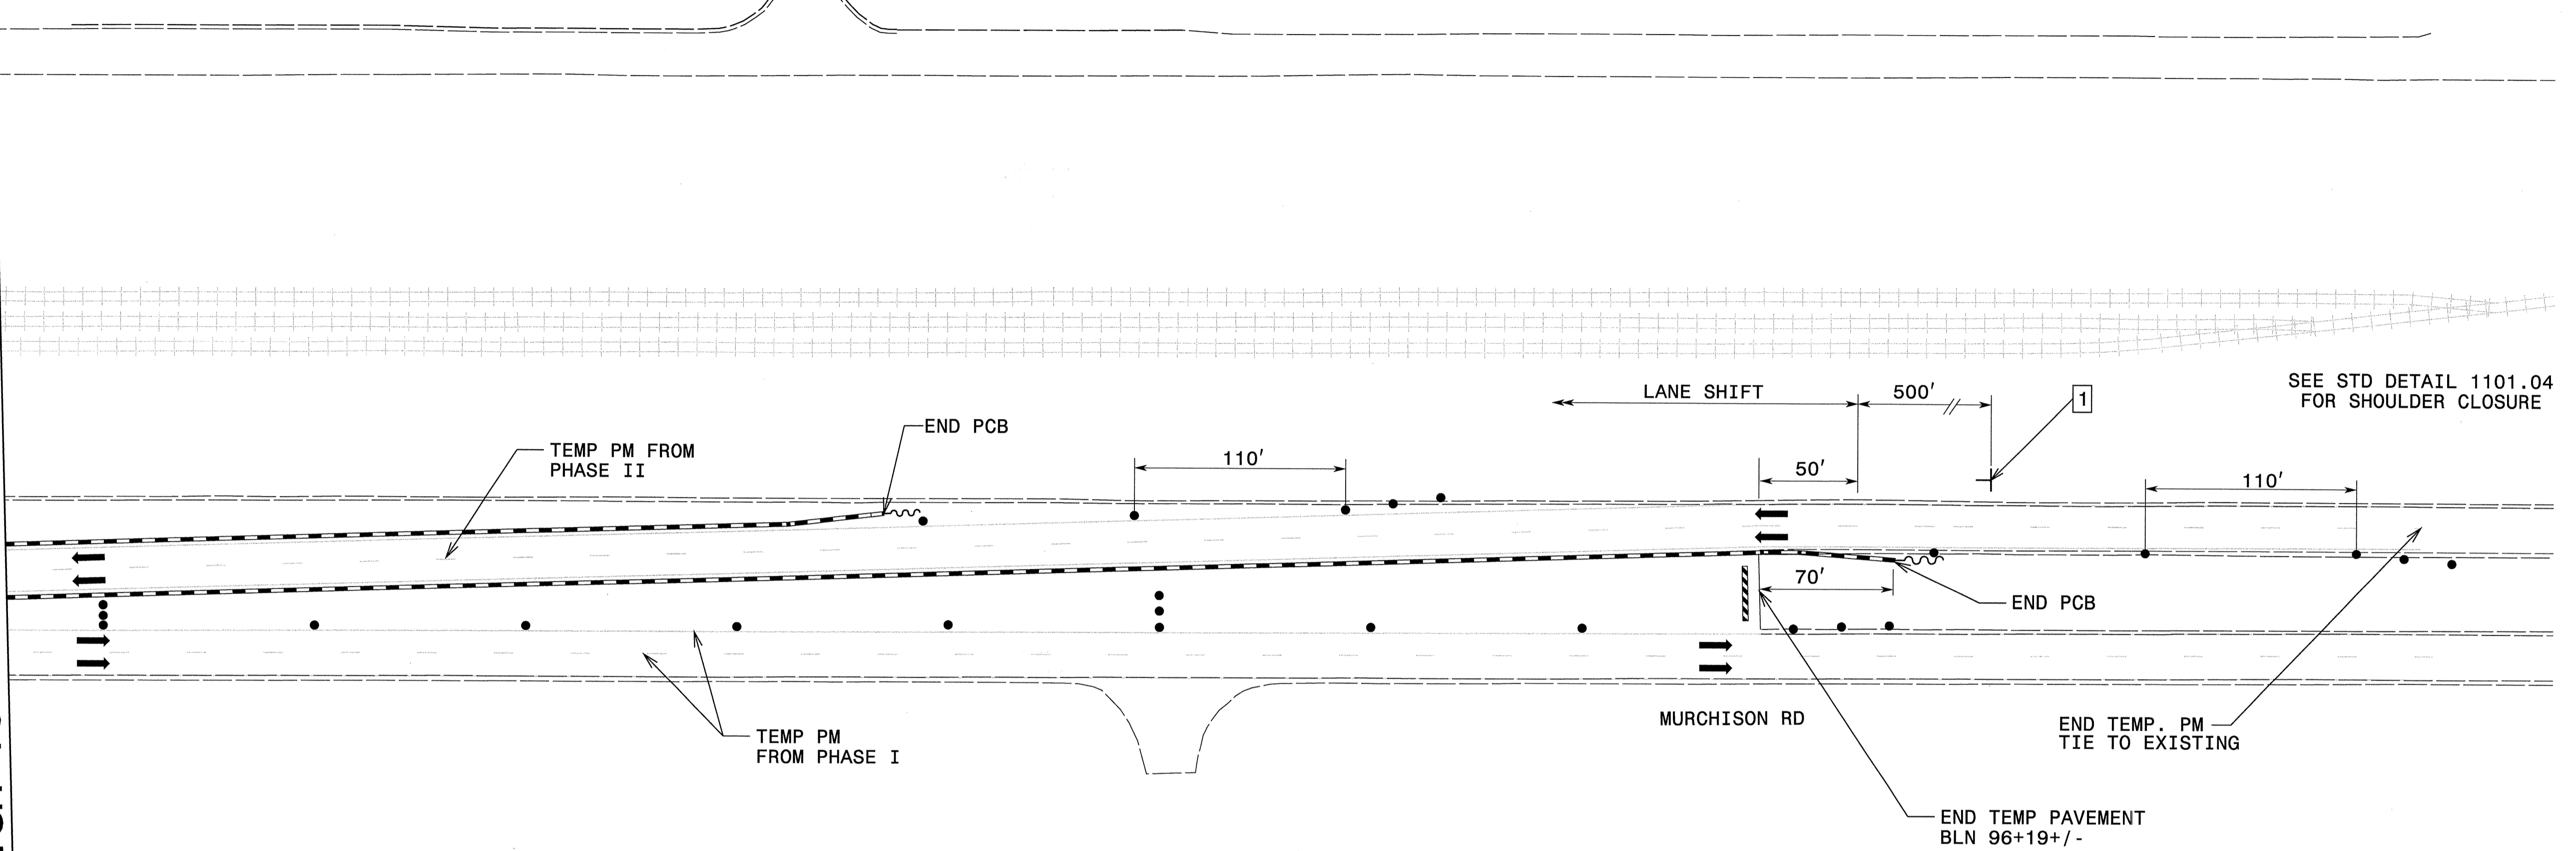 SEE STD DETAIL 1101.04
FOR SHOULDER CLOSURE
LANE SHIFT
500'
1
END PCB
TEMP PM FROM
PHASE II
110'
50'
110'
70'
END PCB
MURCHISON RD
TEMP PM
FROM PHASE I
END TEMP. PM
TIE TO EXISTING
END TEMP PAVEMENT
BLN 96+19+/-